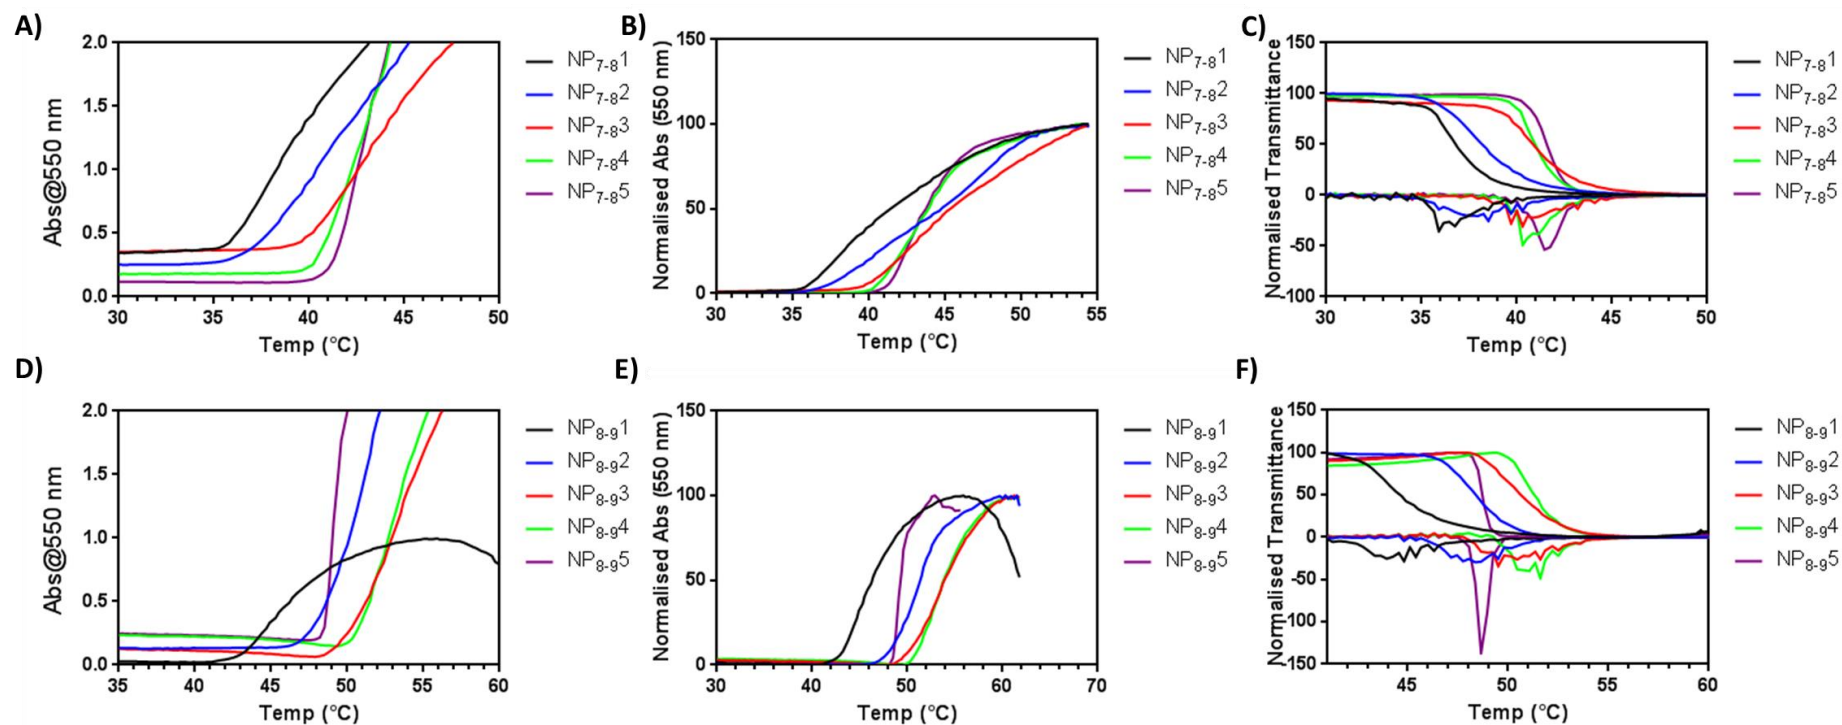 A)
Abs@550 nm
2.0
1.5
1.0
0.5
0.0
30
35
40
45
50
Temp (°C)
NP7-81
NP7-82
NP7-83
NP7-84
NP7-85
B)
Normalised Abs (550 nm)
150
100
50
0
30
35
40
45
50
55
Temp (°C)
NP7-81
NP7-82
NP7-83
NP7-84
NP7-85
C)
Normalised Transmittance
150
100
50
0
-50
-100
30
35
40
45
50
Temp (°C)
NP7-81
NP7-82
NP7-83
NP7-84
NP7-85
D)
Abs@550 nm
2.0
1.5
1.0
0.5
0.0
35
40
45
50
55
60
Temp (°C)
NP8-91
NP8-92
NP8-93
NP8-94
NP8-95
E)
Normalised Abs (550 nm)
150
100
50
0
30
40
50
60
70
Temp (°C)
NP8-91
NP8-92
NP8-93
NP8-94
NP8-95
F)
Normalised Transmittance
150
100
50
0
-50
-100
-150
45
50
55
60
Temp (°C)
NP8-91
NP8-92
NP8-93
NP8-94
NP8-95